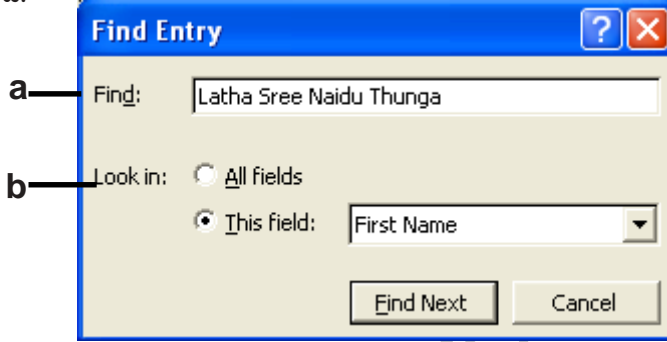 Find Entry
a Find: Latha Sree Naidu Thunga
b Look in: All fields
This field: First Name
Find Next Cancel